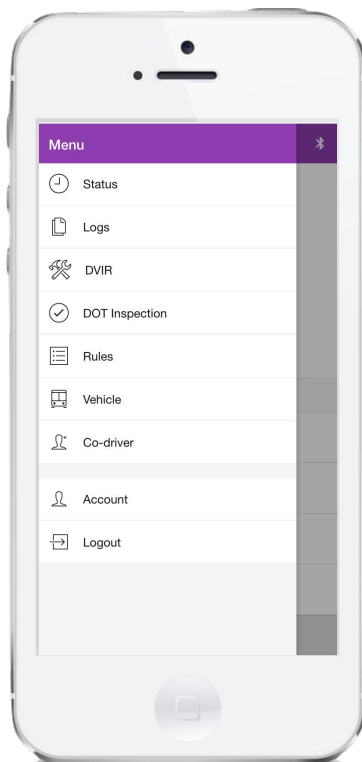 Menu
Status
Logs
DVIR
DOT Inspection
Rules
Vehicle
Co-driver
Account
Logout